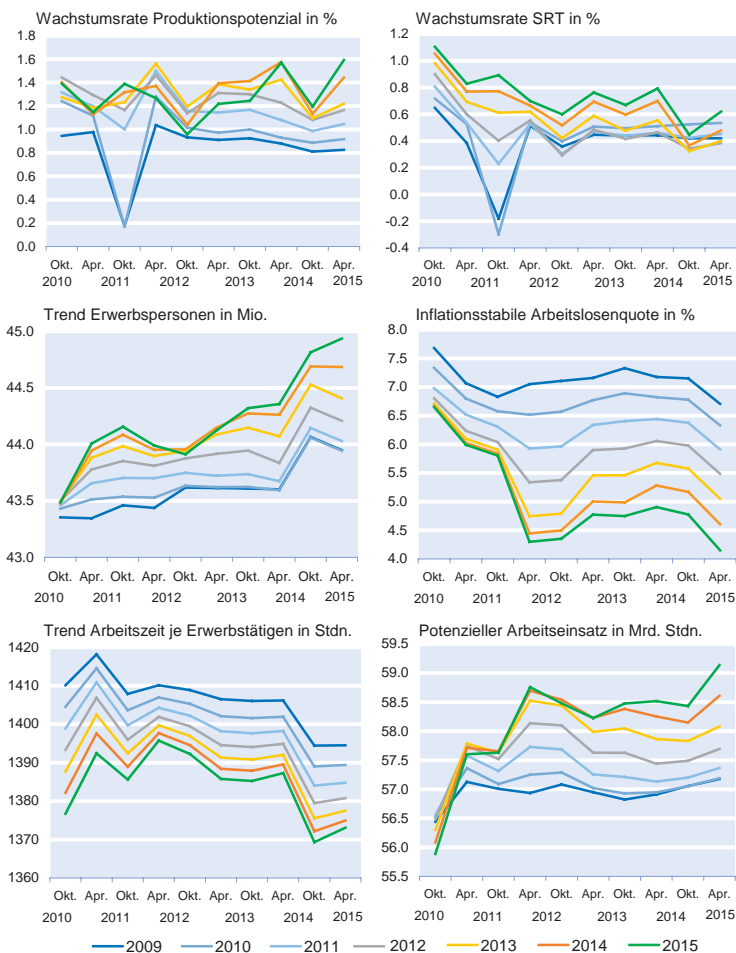 Wachstumsrate Produktionspotenzial in %
1.8
1.6
1.4
1.2
1.0
0.8
0.6
0.4
0.2
0.0
Okt. Apr. Okt. Apr. Okt. Apr. Okt. Apr. Okt. Apr.
2010 2011 2012 2013 2014 2015
Wachstumsrate SRT in %
1.2
1.0
0.8
0.6
0.4
0.2
0.0
-0.2
-0.4
Okt. Apr. Okt. Apr. Okt. Apr. Okt. Apr. Okt. Apr.
2010 2011 2012 2013 2014 2015
Trend Erwerbspersonen in Mio.
45.0
44.5
44.0
43.5
43.0
Okt. Apr. Okt. Apr. Okt. Apr. Okt. Apr. Okt. Apr.
2010 2011 2012 2013 2014 2015
Inflationsstabile Arbeitslosenquote in %
8.0
7.5
7.0
6.5
6.0
5.5
5.0
4.5
4.0
Okt. Apr. Okt. Apr. Okt. Apr. Okt. Apr. Okt. Apr.
2010 2011 2012 2013 2014 2015
Trend Arbeitszeit je Erwerbstätigen in Stdn.
1420
1410
1400
1390
1380
1370
1360
Okt. Apr. Okt. Apr. Okt. Apr. Okt. Apr. Okt. Apr.
2010 2011 2012 2013 2014 2015
Potenzieller Arbeitseinsatz in Mrd. Stdn.
59.5
59.0
58.5
58.0
57.5
57.0
56.5
56.0
55.5
Okt. Apr. Okt. Apr. Okt. Apr. Okt. Apr. Okt. Apr.
2010 2011 2012 2013 2014 2015
2009 2010 2011 2012 2013 2014 2015